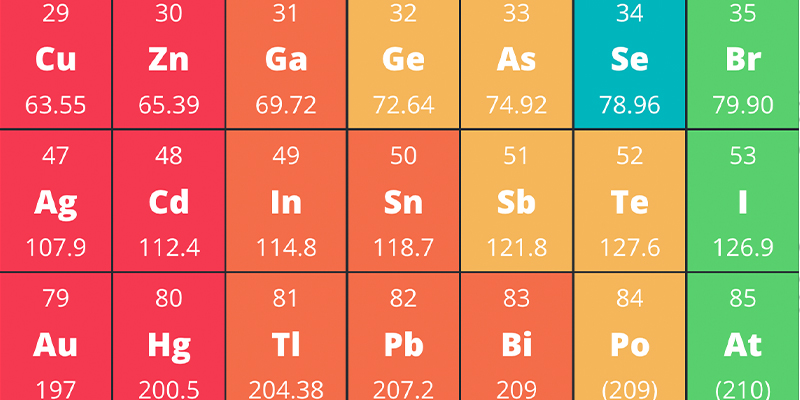 29 30 31 32 33 34 35
Cu Zn Ga Ge As Se Br
63.55 65.39 69.72 72.64 74.92 78.96 79.90
47 48 49 50 51 52 53
Ag Cd In Sn Sb Te I
107.9 112.4 114.8 118.7 121.8 127.6 126.9
79 80 81 82 83 84 85
Au Hg Tl Pb Bi Po At
197 200.5 204.38 207.2 209 (209) (210)